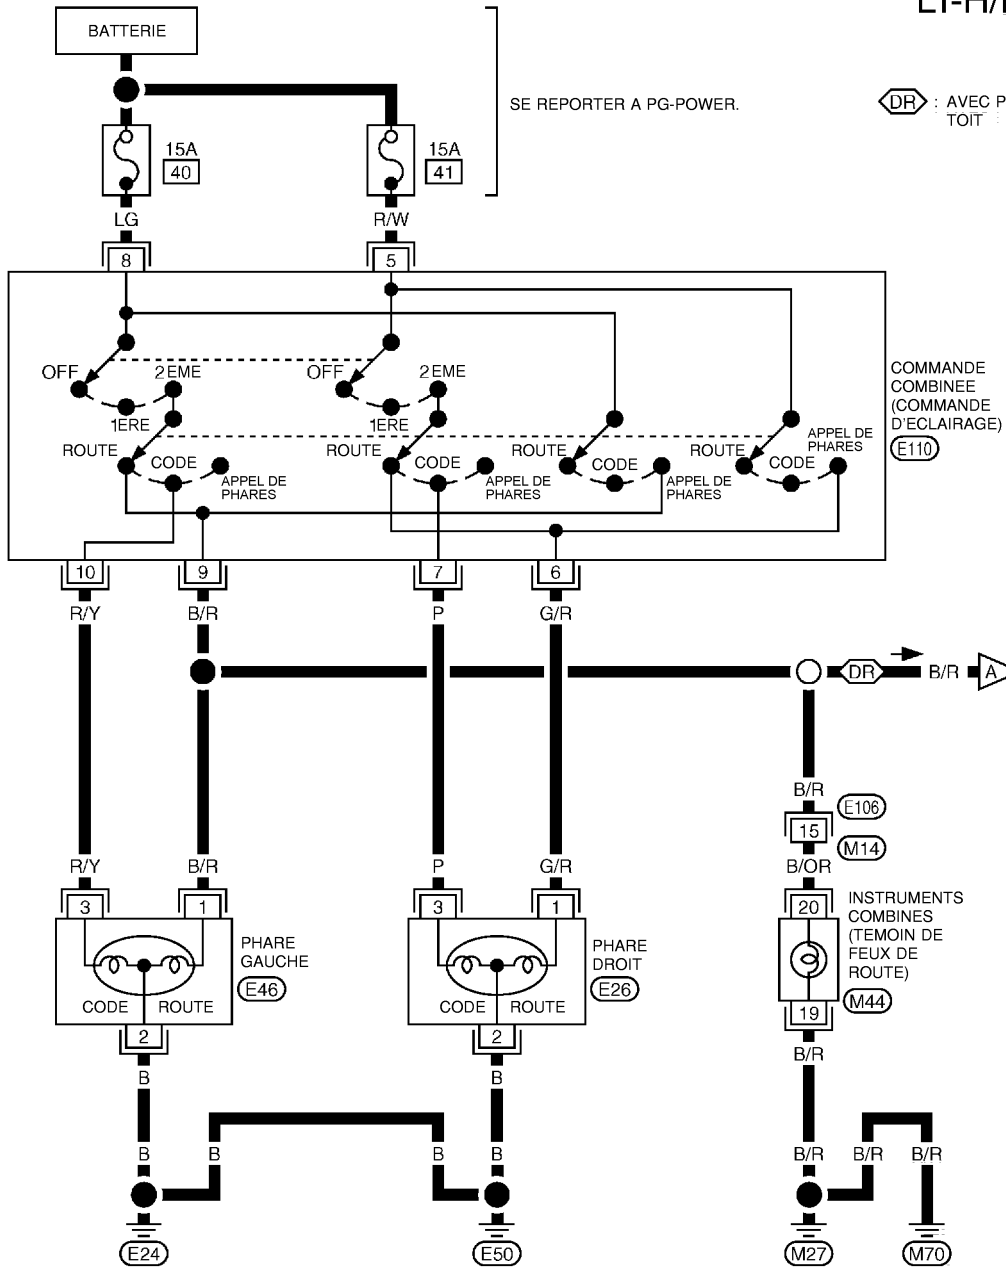 BATTERIE
SE REPORTER A PG-POWER.
DR : AVEC P
TOIT :
15A
40
15A
41
LG
R/W
8
5
OFF
2EME
1ERE
OFF
2EME
1ERE
COMMANDE
COMBINEE
(COMMANDE
D'ECLAIRAGE)
E110
ROUTE
CODE
APPEL DE
PHARES
ROUTE
CODE
APPEL DE
PHARES
ROUTE
CODE
APPEL DE
PHARES
ROUTE
CODE
APPEL DE
PHARES
10
9
7
6
R/Y
B/R
P
G/R
DR
B/R
A
B/R
E106
15
M14
R/Y
B/R
P
G/R
B/OR
3
1
3
1
20
INSTRUMENTS
COMBINES
(TEMOIN DE
FEUX DE
ROUTE)
M44
PHARE
GAUCHE
E46
PHARE
DROIT
E26
CODE
ROUTE
CODE
ROUTE
2
2
19
B
B
B/R
B
B
B
B
B/R
B/R
B/R
E24
E50
M27
M70